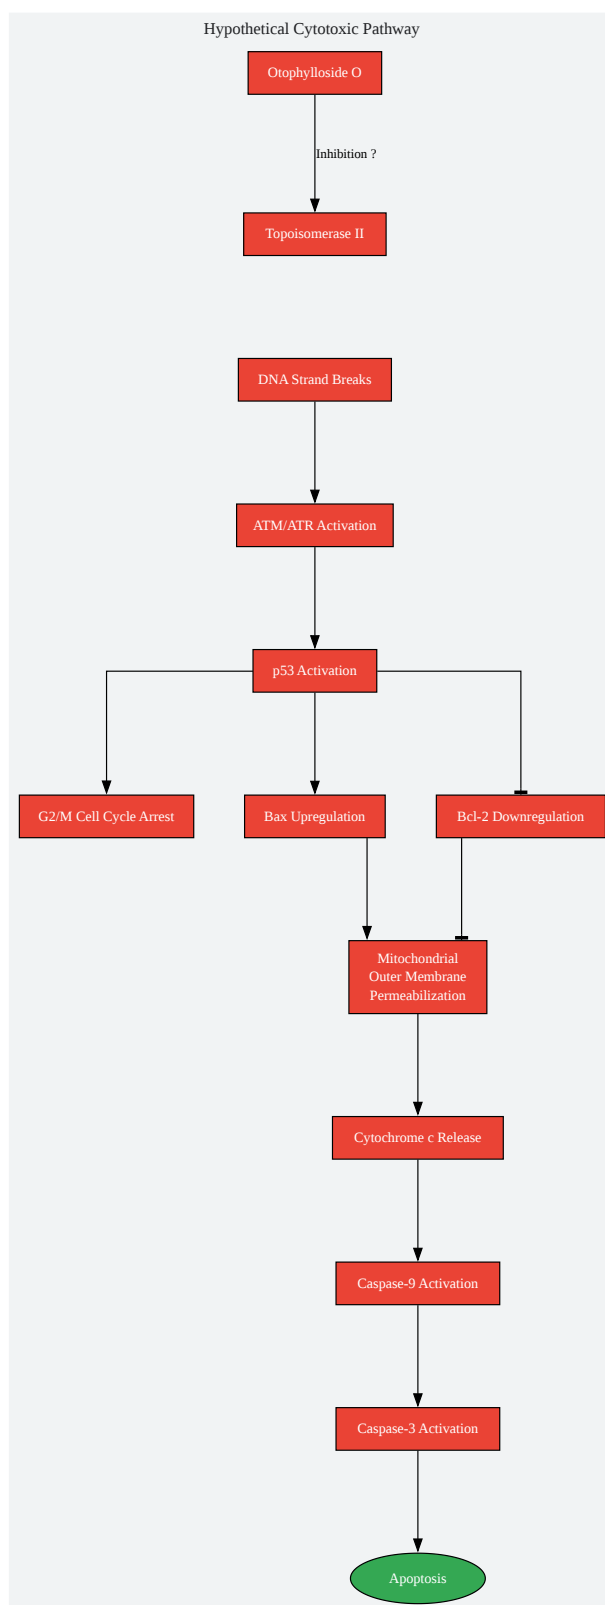 Hypothetical Cytotoxic Pathway
Otophylloside O
Inhibition ?
Topoisomerase II
DNA Strand Breaks
ATM/ATR Activation
p53 Activation
G2/M Cell Cycle Arrest
Bax Upregulation
Bcl-2 Downregulation
Mitochondrial
Outer Membrane
Permeabilization
Cytochrome c Release
Caspase-9 Activation
Caspase-3 Activation
Apoptosis